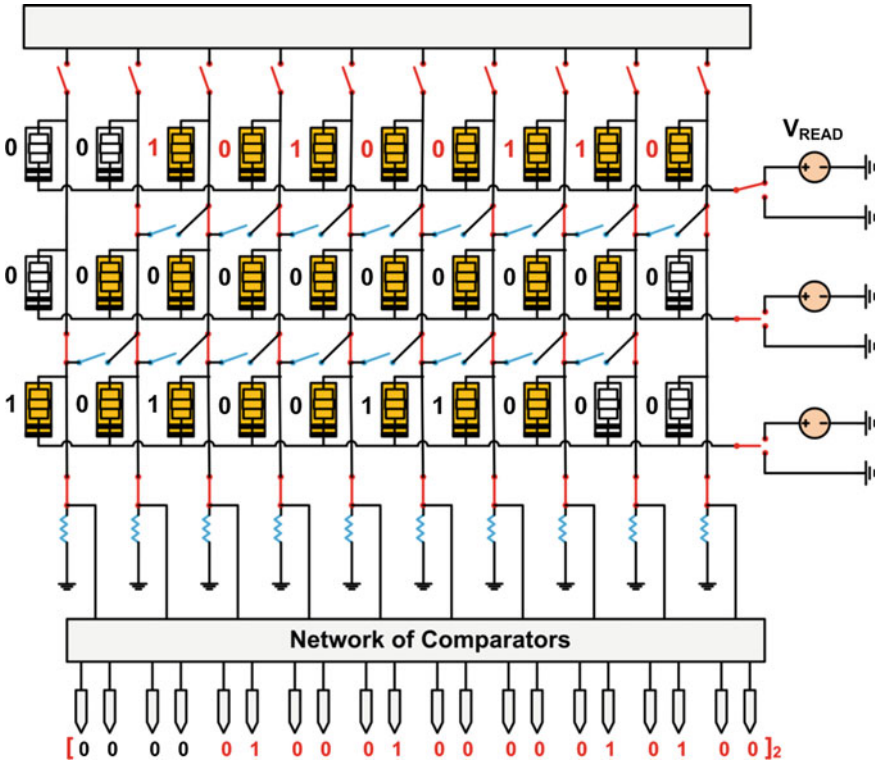 V_READ
0 0 1 0 1 0 0 1 1 0
+ -
0 0 0 0 0 0 0 0 0 0
+ -
1 0 1 0 0 1 1 0 0 0
+ -
Network of Comparators
[0 0 0 0 0 1 0 0 0 1 0 0 0 0 0 1 0 1 0 0]₂